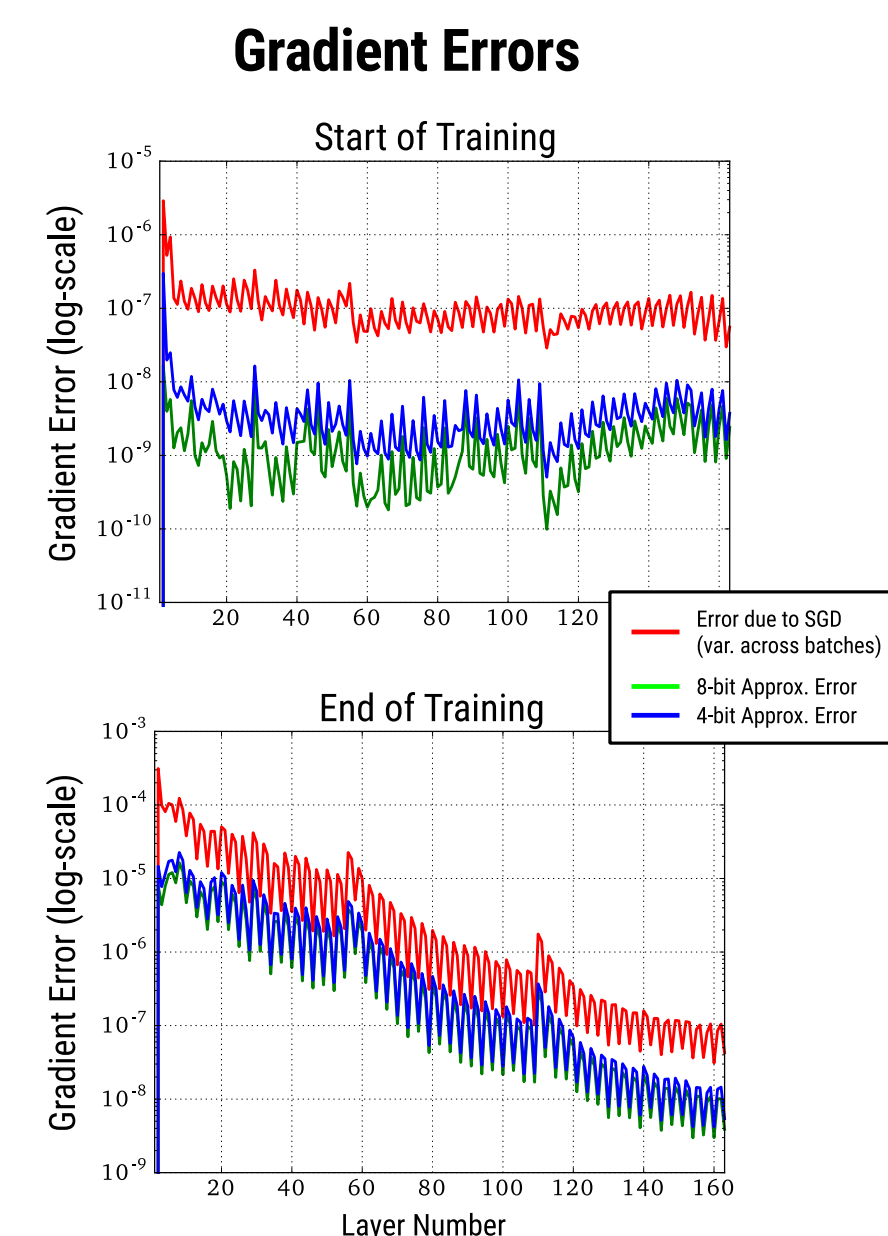 Gradient Errors
Start of Training
Gradient Error (log-scale)
10^-5
10^-6
10^-7
10^-8
10^-9
10^-10
10^-11
20 40 60 80 100 120
Error due to SGD
(var. across batches)
8-bit Approx. Error
4-bit Approx. Error
End of Training
Gradient Error (log-scale)
10^-3
10^-4
10^-5
10^-6
10^-7
10^-8
10^-9
20 40 60 80 100 120 140 160
Layer Number